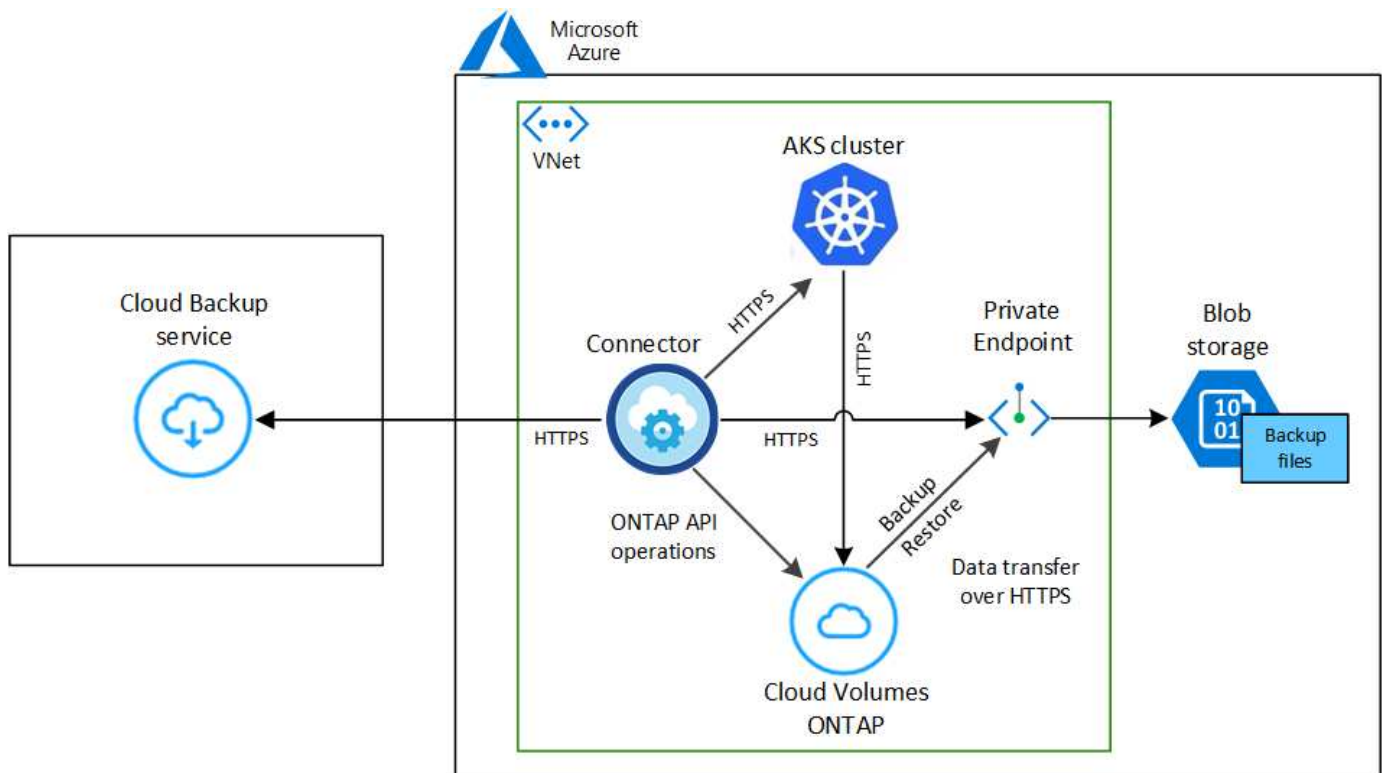 Microsoft
Azure
VNet
AKS cluster
Cloud Backup
service
Connector
HTTPS
HTTPS
Private
Endpoint
Blob
storage
10
01
Backup
files
HTTPS
HTTPS
ONTAP API
operations
Backup
Restore
Data transfer
over HTTPS
Cloud Volumes
ONTAP